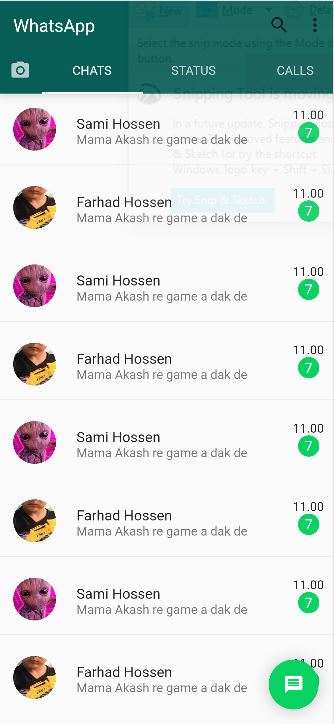 New
Mode
WhatsApp
Select the snip mode using the Mode
button
CHATS
STATUS
CALLS
Snipping Tool is moving
In a future update, Snipping
& Sketch (or try the shortcut
Windows logo key + Shift + S
Try Snip & Sketch
Sami Hossen
11.00
Mama Akash re game a dak de
7
Farhad Hossen
11.00
Mama Akash re game a dak de
7
Sami Hossen
11.00
Mama Akash re game a dak de
7
Farhad Hossen
11.00
Mama Akash re game a dak de
7
Sami Hossen
11.00
Mama Akash re game a dak de
7
Farhad Hossen
11.00
Mama Akash re game a dak de
7
Sami Hossen
11.00
Mama Akash re game a dak de
7
Farhad Hossen
11.00
Mama Akash re game a dak de